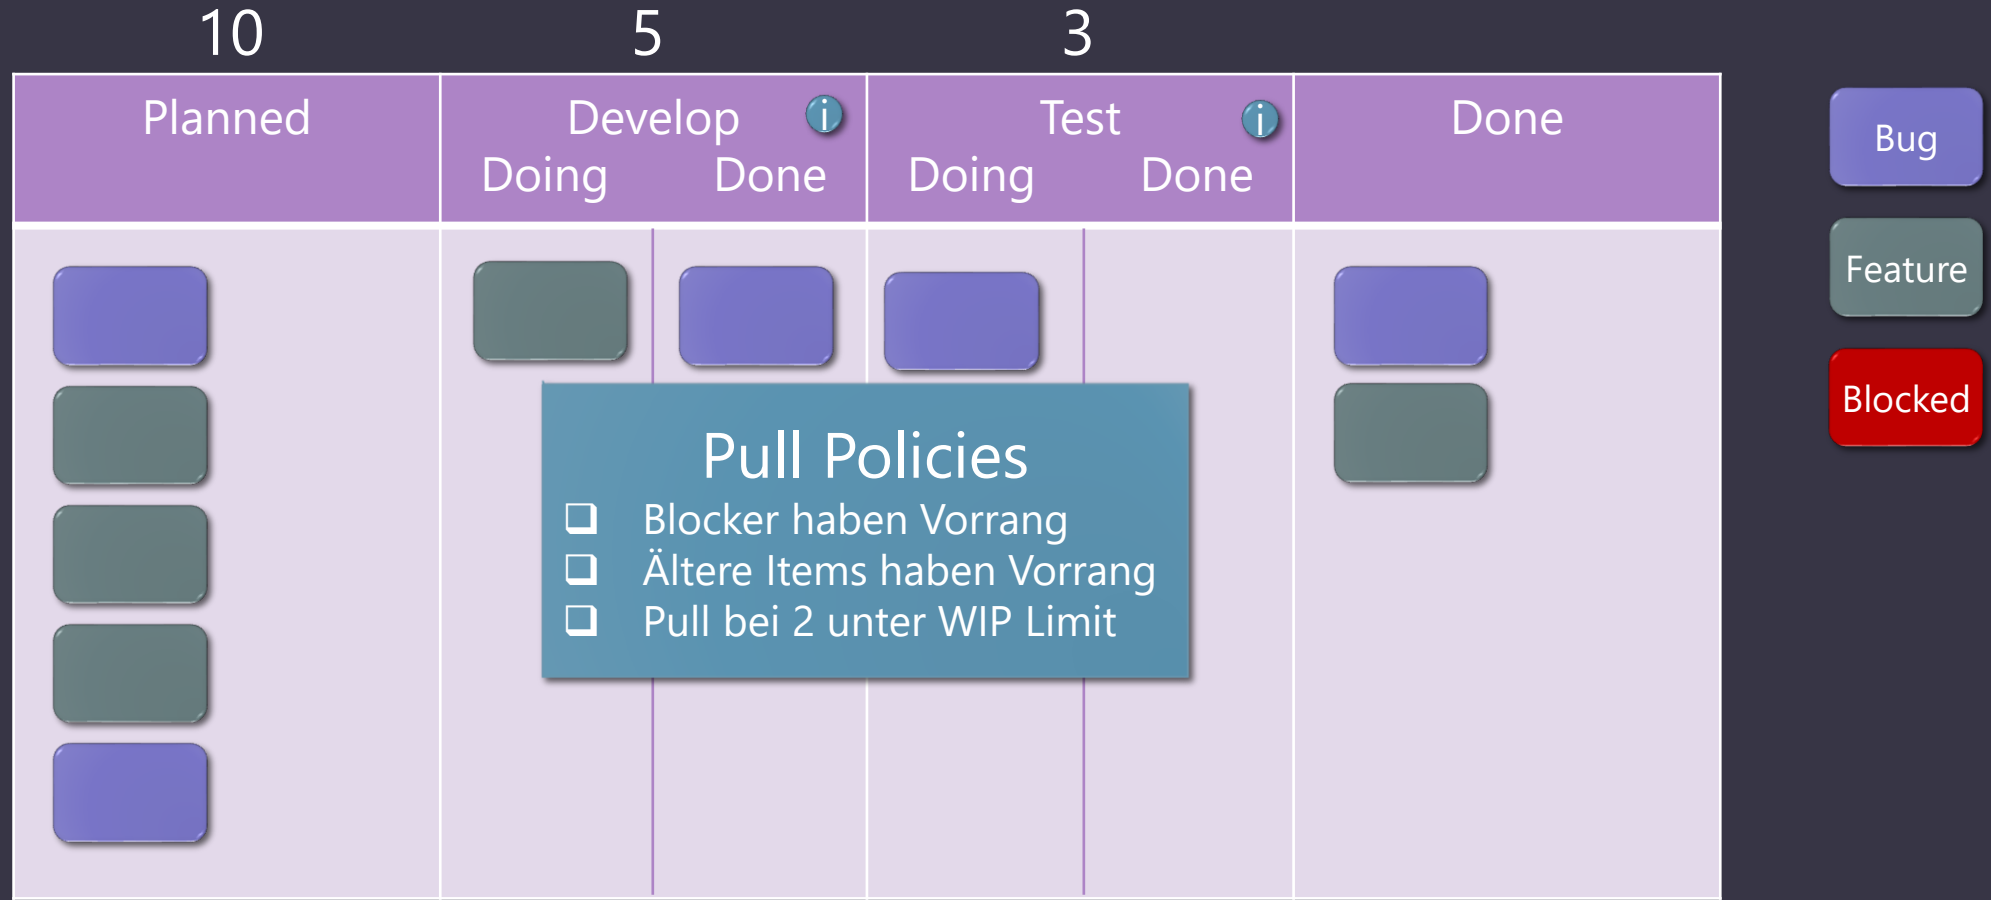 10 5 3
Planned Develop i Test i Done
Doing Done Doing Done
Bug
Feature
Blocked
Pull Policies
❑ Blocker haben Vorrang
❑ Ältere Items haben Vorrang
❑ Pull bei 2 unter WIP Limit